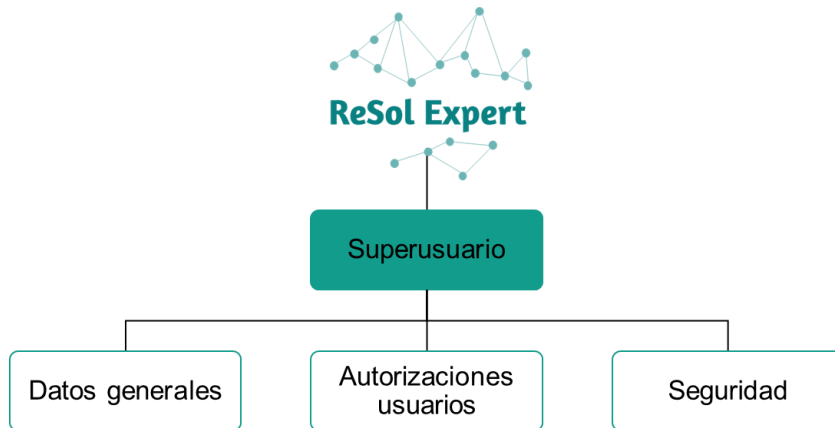 ReSol Expert
Superusuario
Datos generales
Autorizaciones
usuarios
Seguridad